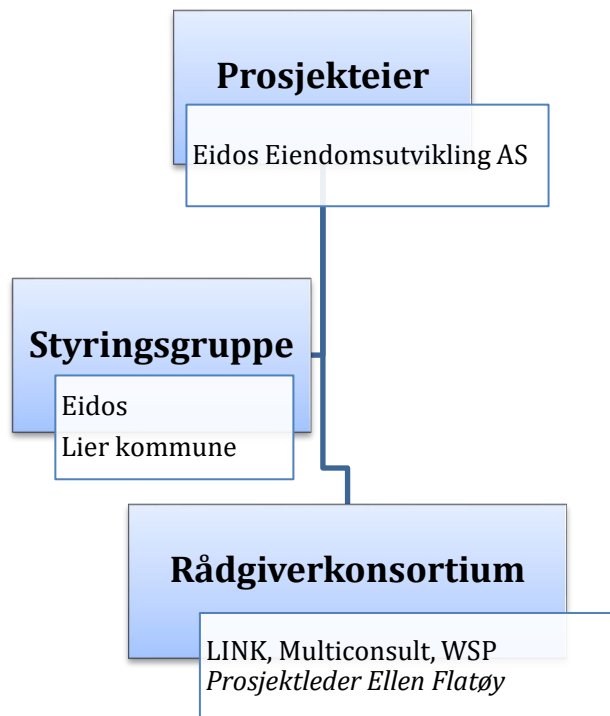 Prosjekteier
Eidos Eiendomsutvikling AS
Styringsgruppe
Eidos
Lier kommune
Rådgiverkonsortium
LINK, Multiconsult, WSP
Prosjektleder Ellen Flatøy